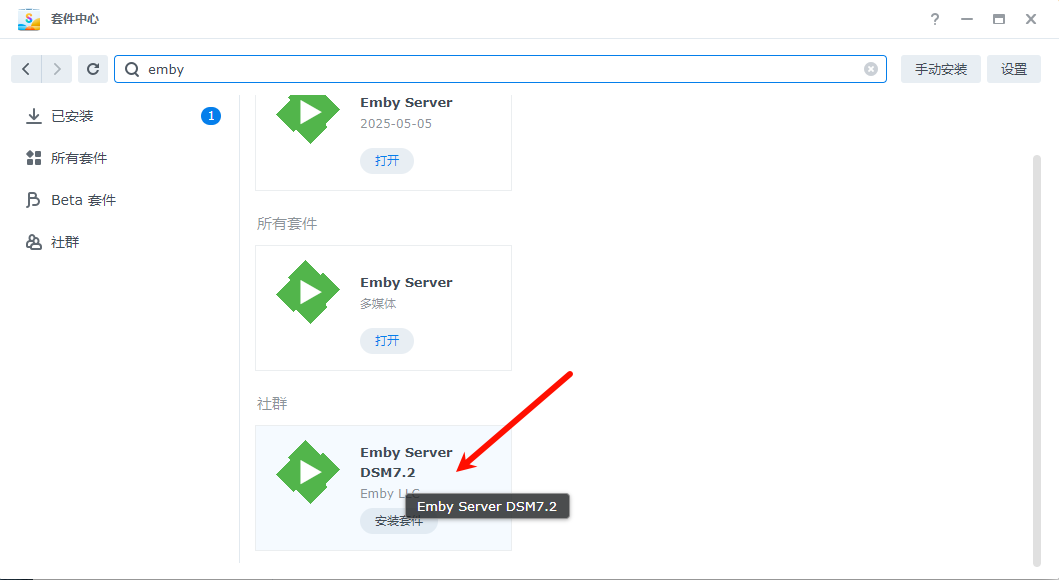 套件中心
emby
手动安装
设置
已安装
1
所有套件
Beta 套件
社群
Emby Server
2025-05-05
打开
所有套件
Emby Server
多媒体
打开
社群
Emby Server
DSM7.2
Emby LLC
Emby Server DSM7.2
安装套件